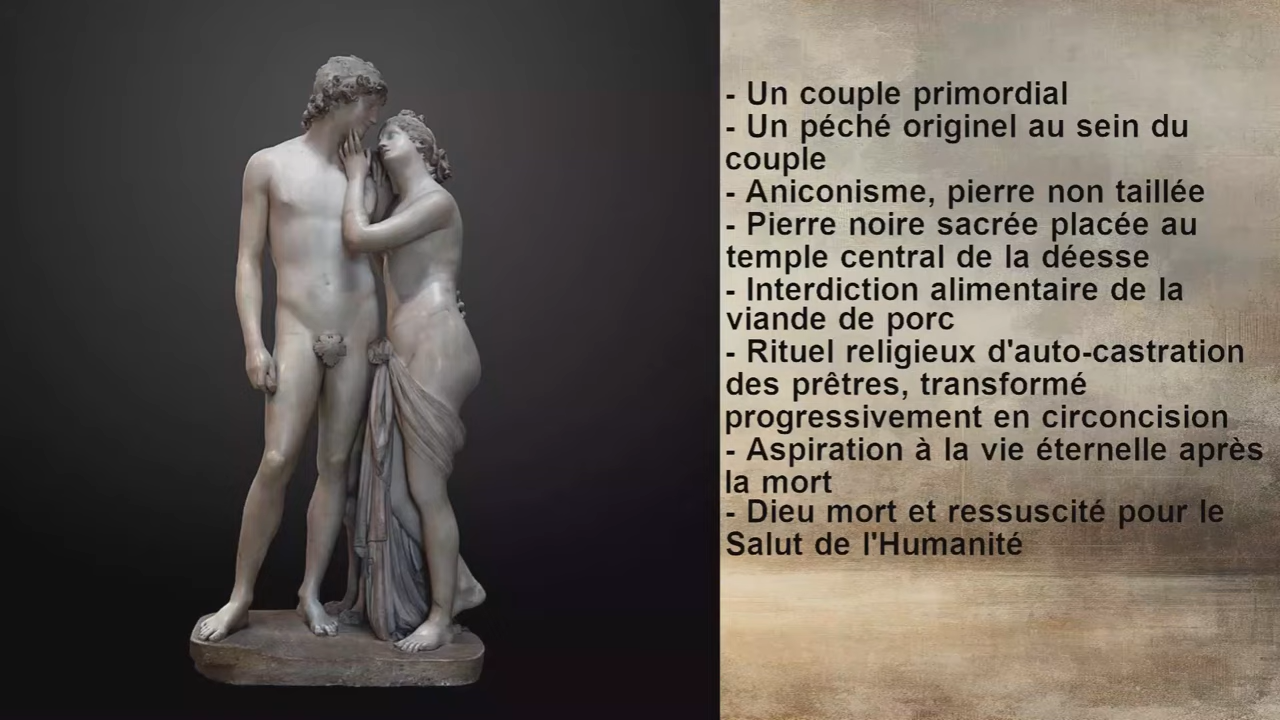 - Un couple primordial
- Un péché originel au sein du
couple
- Aniconisme, pierre non taillée
- Pierre noire sacrée placée au
temple central de la déesse
- Interdiction alimentaire de la
viande de porc
- Rituel religieux d'auto-castration
des prêtres, transformé
progressivement en circoncision
- Aspiration à la vie éternelle après
la mort
- Dieu mort et ressuscité pour le
Salut de l'Humanité